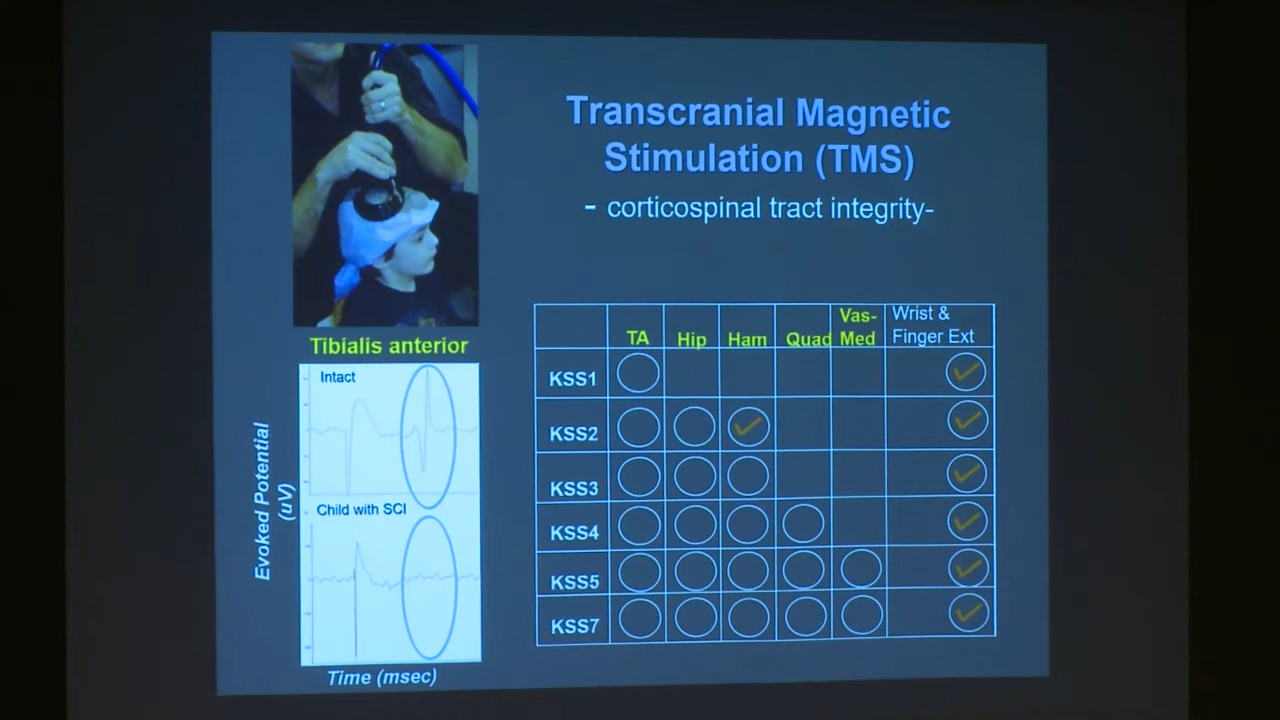 Transcranial Magnetic
Stimulation (TMS)
- corticospinal tract integrity-
Tibialis anterior
Intact
Child with SCI
Evoked Potential
(uV)
Time (msec)
TA Hip Ham Quad Vas-
Med Wrist &
Finger Ext
KSS1
KSS2
KSS3
KSS4
KSS5
KSS7